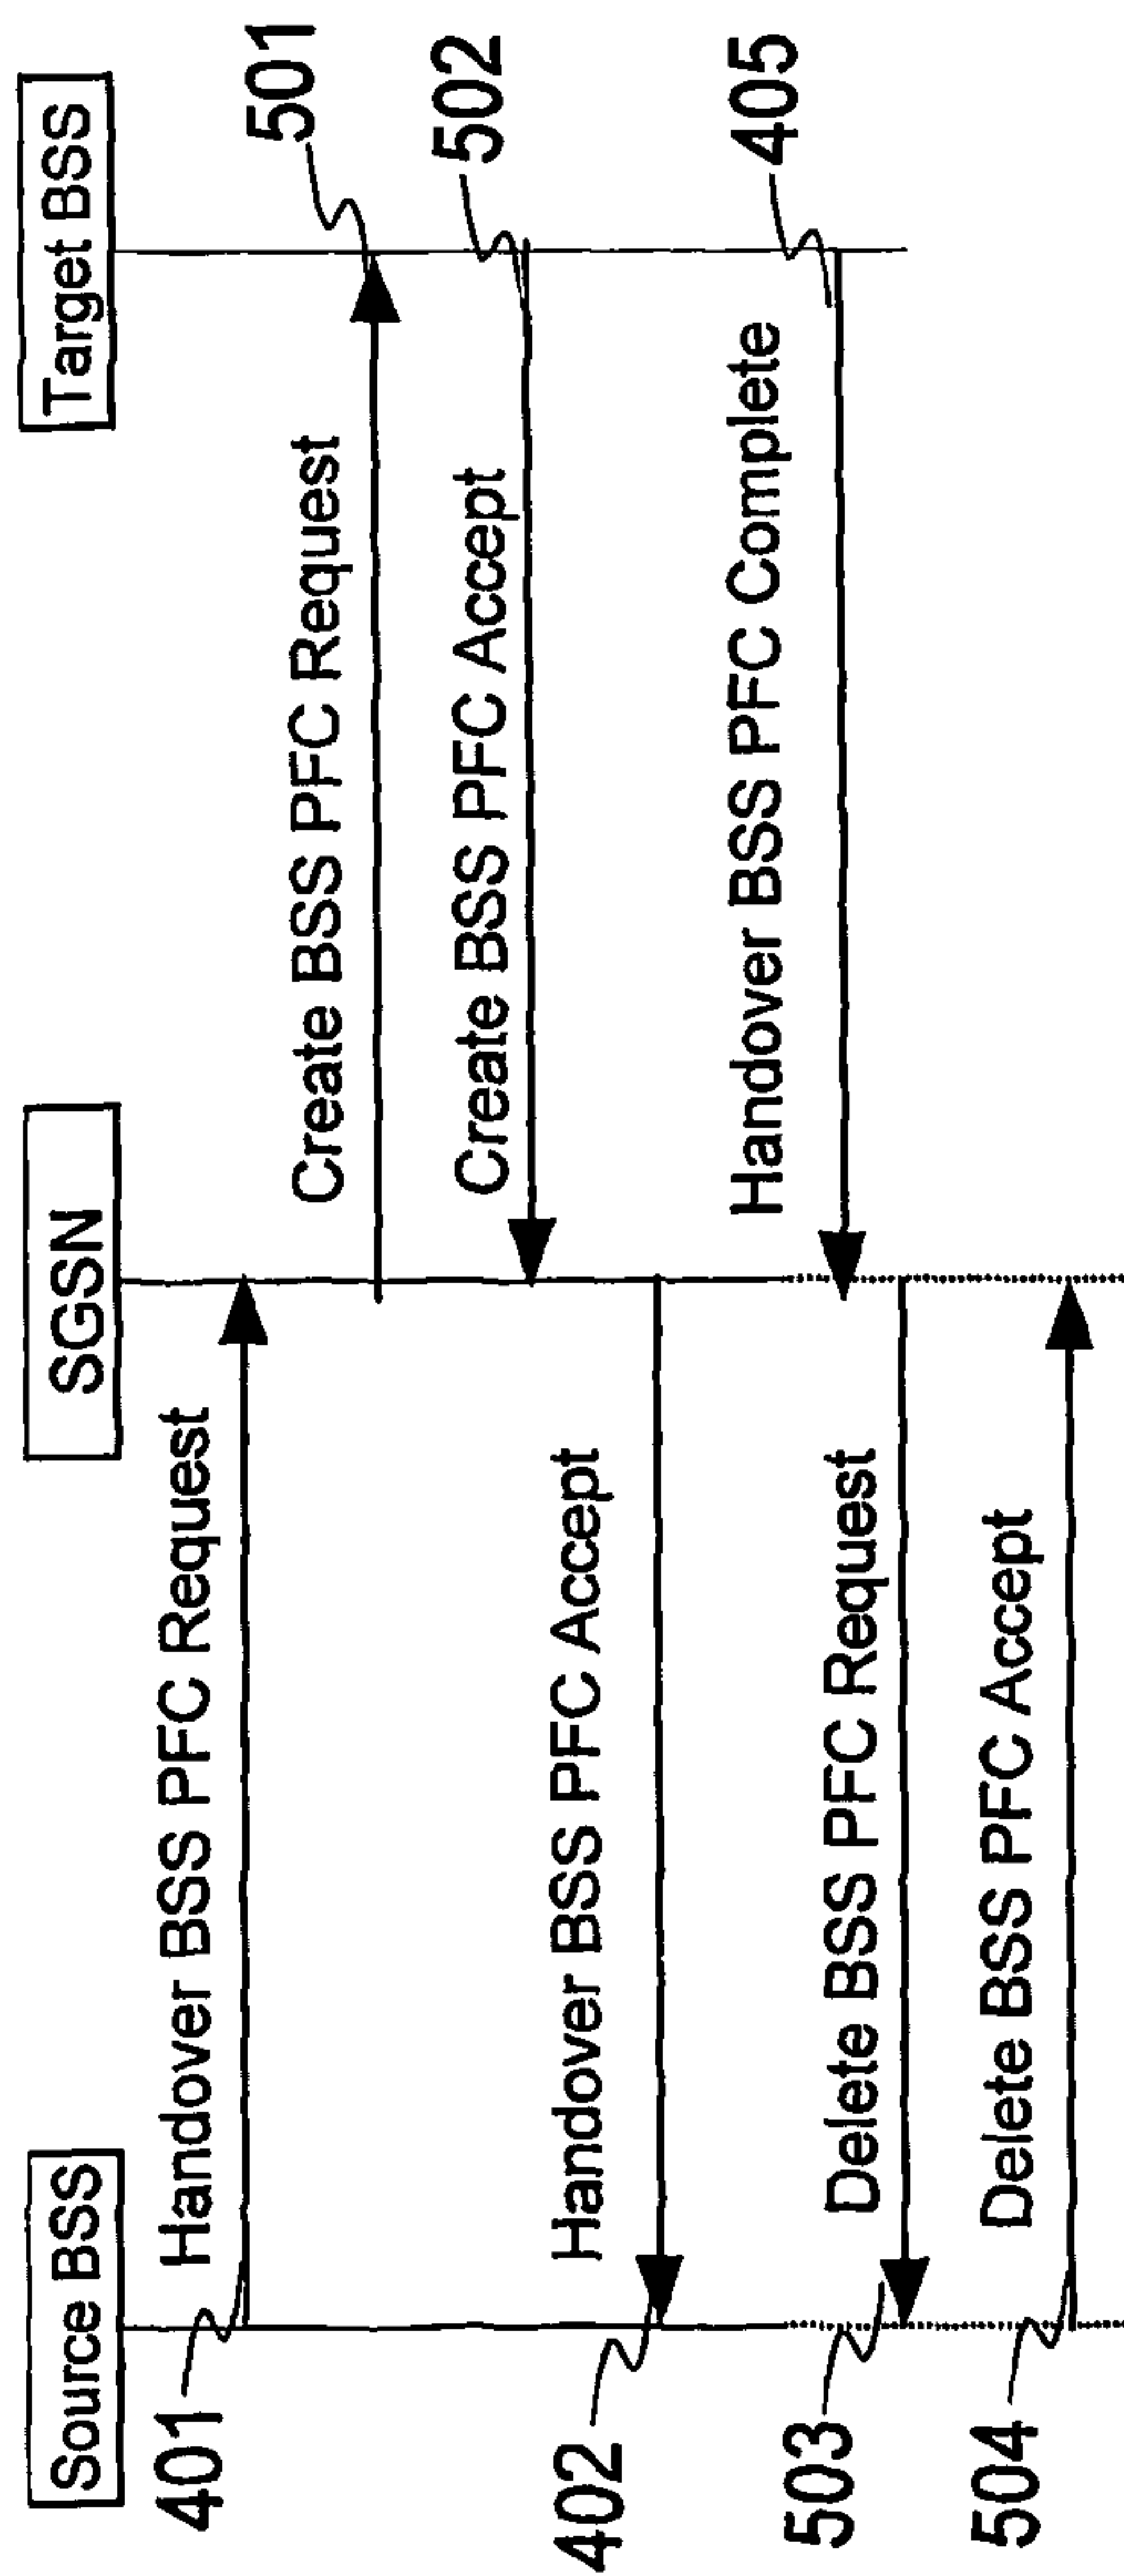 Source BSS
SGSN
Target BSS
401
Handover BSS PFC Request
Create BSS PFC Request
501
Create BSS PFC Accept
502
402
Handover BSS PFC Accept
Handover BSS PFC Complete
405
503
Delete BSS PFC Request
504
Delete BSS PFC Accept